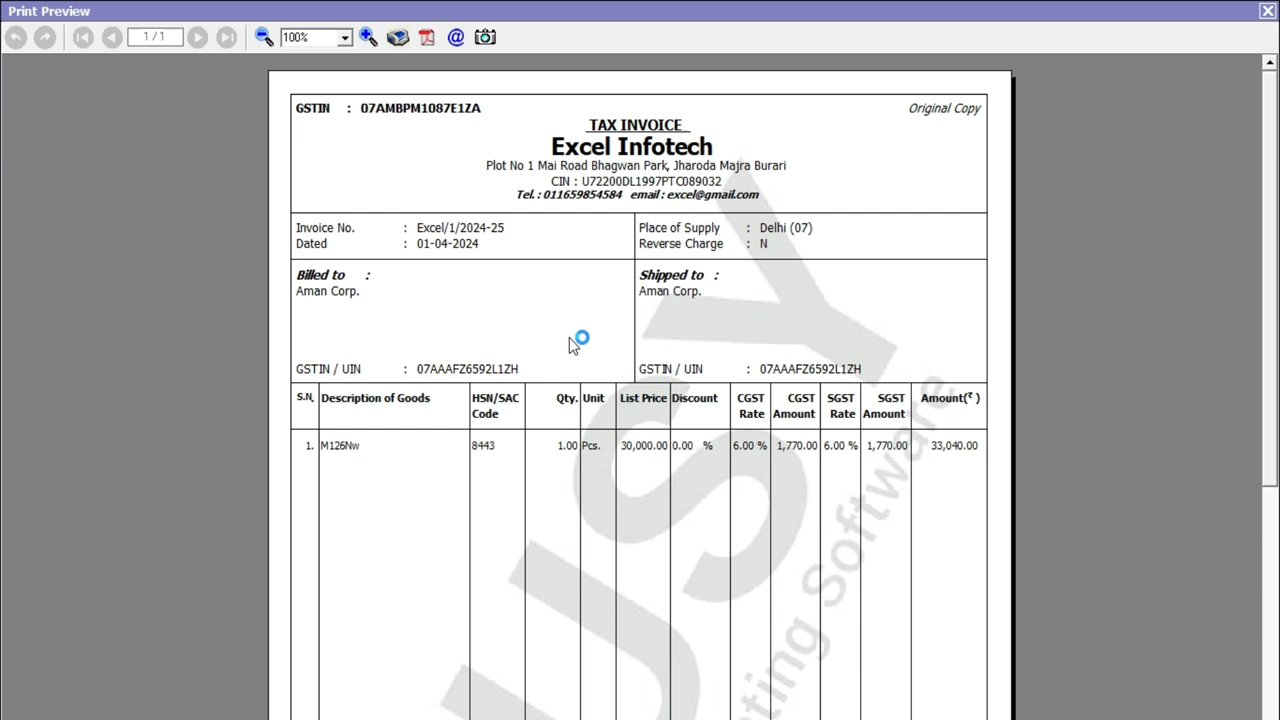 Print Preview
1 / 1
100%
GSTIN : 07AMBPM1087E1ZA
Original Copy
TAX INVOICE
Excel Infotech
Plot No 1 Mai Road Bhagwan Park, Jharoda Majra Burari
CIN : U72200DL1997PTC089032
Tel. : 011659854584 email : excel@gmail.com
Invoice No. : Excel/1/2024-25
Dated : 01-04-2024
Place of Supply : Delhi (07)
Reverse Charge : N
Billed to :
Aman Corp.
GSTIN / UIN : 07AAAFZ6592L1ZH
Shipped to :
Aman Corp.
GSTIN / UIN : 07AAAFZ6592L1ZH
S.N. Description of Goods HSN/SAC Code Qty. Unit List Price Discount CGST Rate CGST Amount SGST Rate SGST Amount Amount(₹ )
1. M126Nw 8443 1.00 Pcs. 30,000.00 0.00 % 6.00 % 1,770.00 6.00 % 1,770.00 33,040.00
USY
ting Software